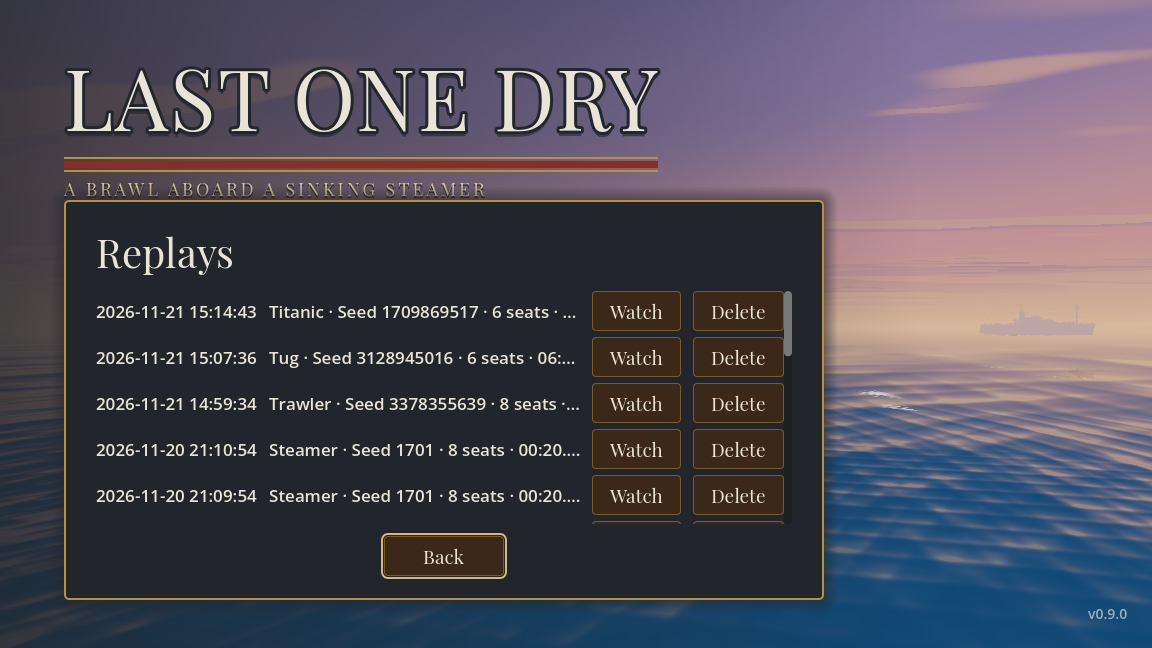 LAST ONE DRY
A BRAWL ABOARD A SINKING STEAMER
Replays
2026-11-21 15:14:43 Titanic · Seed 1709869517 · 6 seats · ... Watch Delete
2026-11-21 15:07:36 Tug · Seed 3128945016 · 6 seats · 06:... Watch Delete
2026-11-21 14:59:34 Trawler · Seed 3378355639 · 8 seats ·... Watch Delete
2026-11-20 21:10:54 Steamer · Seed 1701 · 8 seats · 00:20.... Watch Delete
2026-11-20 21:09:54 Steamer · Seed 1701 · 8 seats · 00:20.... Watch Delete
Back
v0.9.0